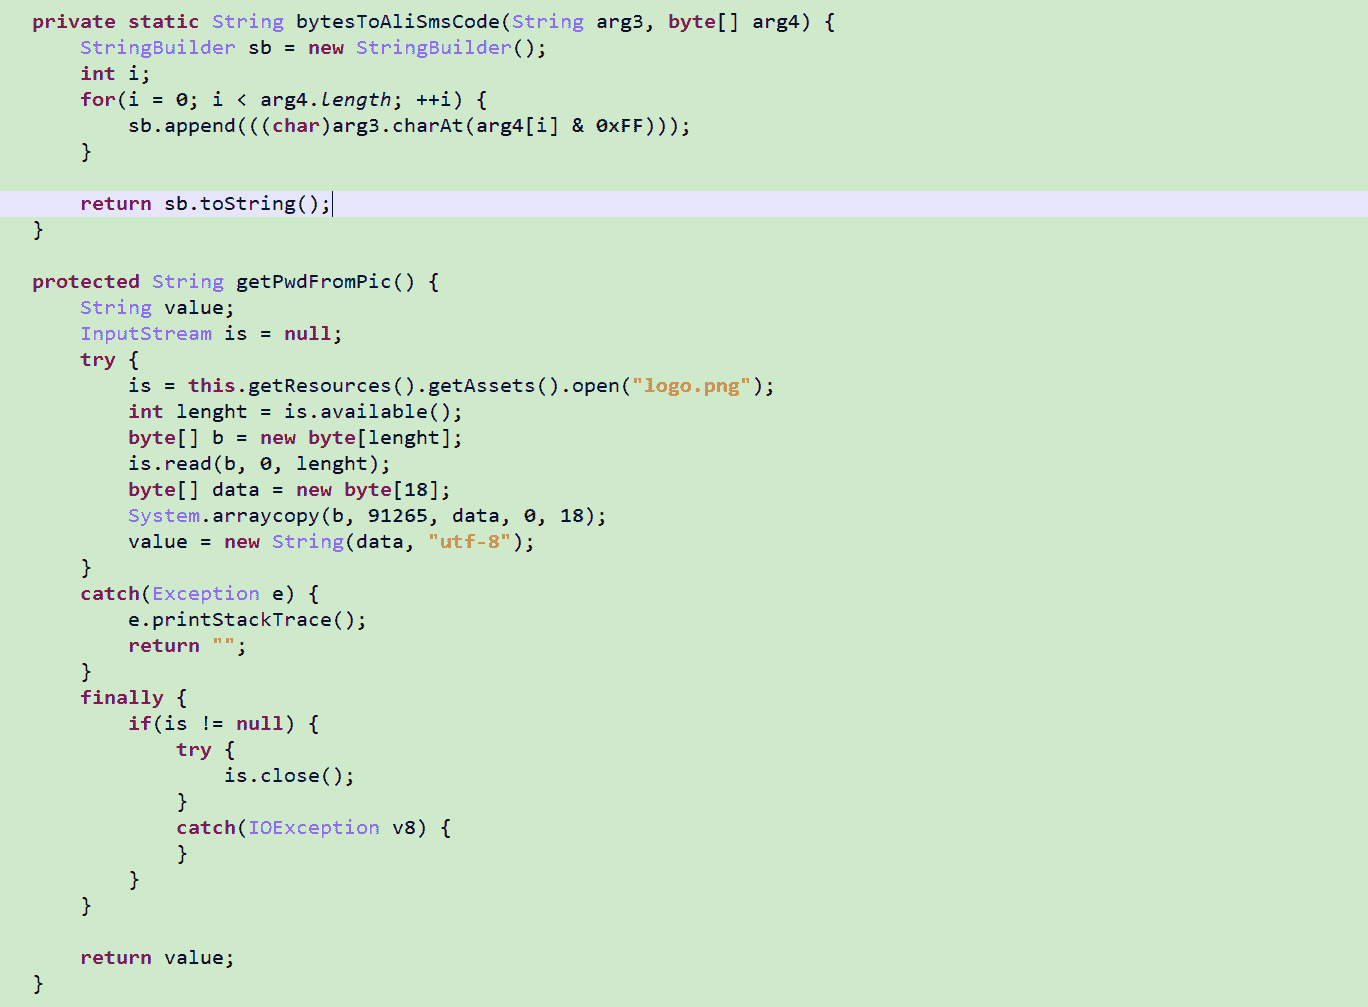 private static String bytesToAliSmsCode(String arg3, byte[] arg4) {
    StringBuilder sb = new StringBuilder();
    int i;
    for(i = 0; i < arg4.length; ++i) {
        sb.append(((char)arg3.charAt(arg4[i] & 0xFF)));
    }

    return sb.toString();
}

protected String getPwdFromPic() {
    String value;
    InputStream is = null;
    try {
        is = this.getResources().getAssets().open("logo.png");
        int lenght = is.available();
        byte[] b = new byte[lenght];
        is.read(b, 0, lenght);
        byte[] data = new byte[18];
        System.arraycopy(b, 91265, data, 0, 18);
        value = new String(data, "utf-8");
    }
    catch(Exception e) {
        e.printStackTrace();
        return "";
    }
    finally {
        if(is != null) {
            try {
                is.close();
            }
            catch(IOException v8) {
            }
        }
    }

    return value;
}